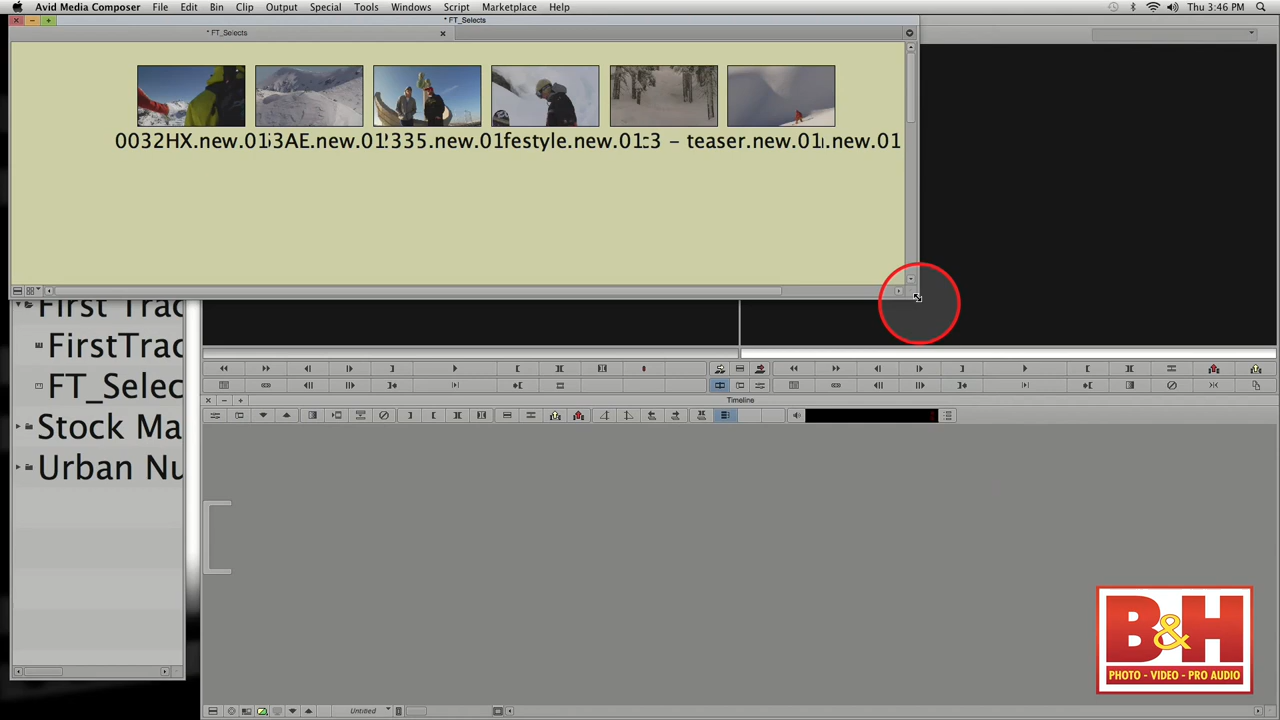 Avid Media Composer File Edit Bin Clip Output Special Tools Windows Script Marketplace Help Thu 3:46 PM
* FT_Selects
* FT_Selects
0032HX.new.01 3AE.new.01 335.new.01 festyle.new.01 3 - teaser.new.01 .new.01
First Trac
FirstTrac
FT_Selec
Stock Ma
Urban Nu
Timeline
Untitled
B&H
PHOTO - VIDEO - PRO AUDIO